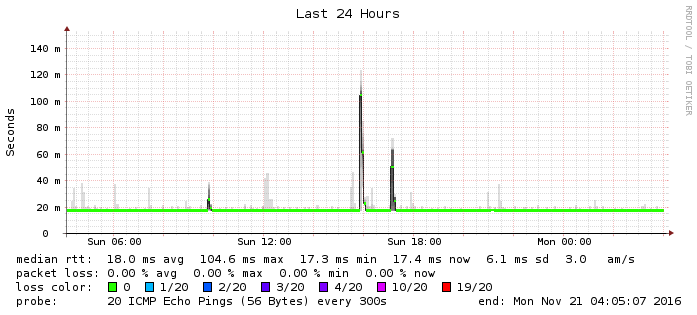 Last 24 Hours
RRDTOOL / TOBI OETIKER
Seconds
140 m
120 m
100 m
80 m
60 m
40 m
20 m
0
Sun 06:00 Sun 12:00 Sun 18:00 Mon 00:00
median rtt: 18.0 ms avg 104.6 ms max 17.3 ms min 17.4 ms now 6.1 ms sd 3.0 am/s
packet loss: 0.00 % avg 0.00 % max 0.00 % min 0.00 % now
loss color: 0 1/20 2/20 3/20 4/20 10/20 19/20
probe: 20 ICMP Echo Pings (56 Bytes) every 300s end: Mon Nov 21 04:05:07 2016